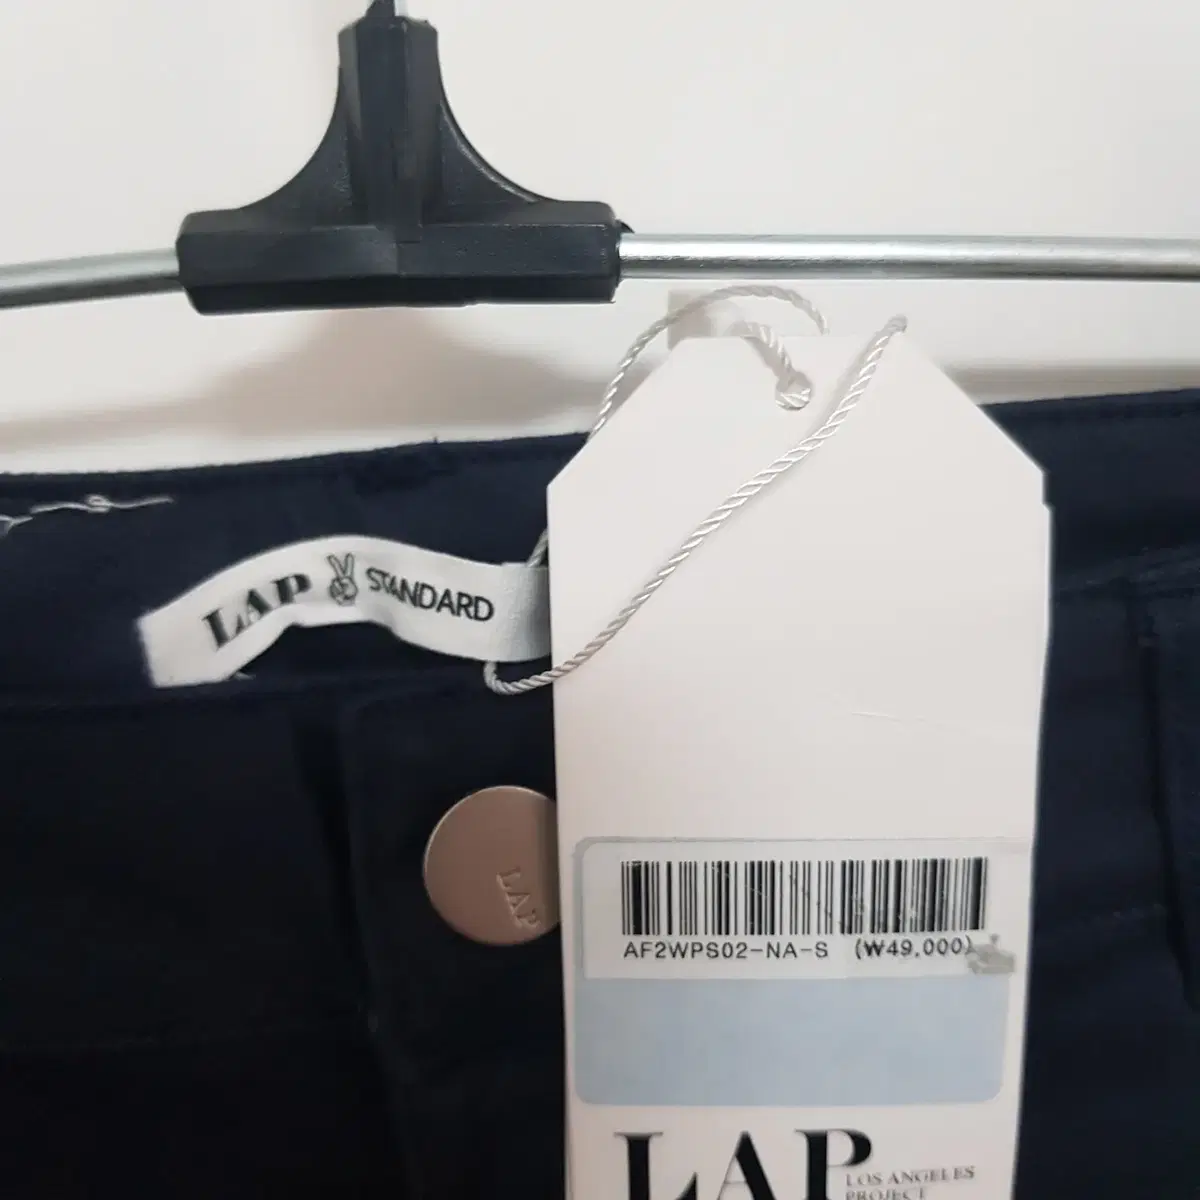 LAP STANDARD
LAP
AF2WPS02-NA-S (₩49,000)
LAP
LOS ANGELES
PROJECT